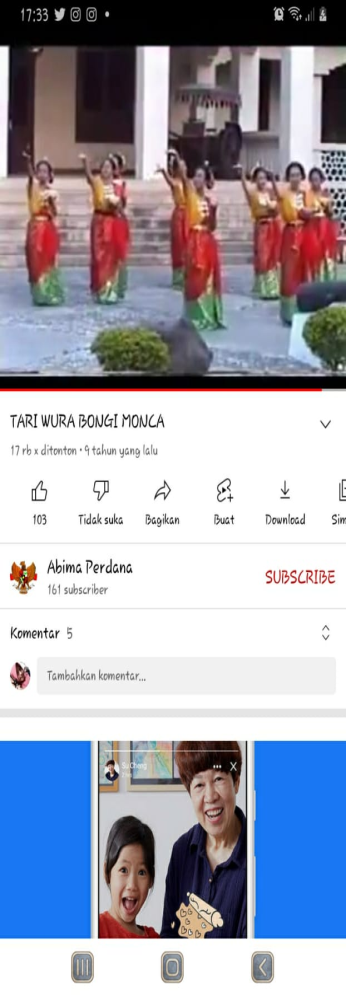 17:33
TARI WURA BONGI MONCA
17 rb x ditonton • 9 tahun yang lalu
103
Tidak suka
Bagikan
Buat
Download
Sim
Abima Perdana
161 subscriber
SUBSCRIBE
Komentar 5
Tambahkan komentar...